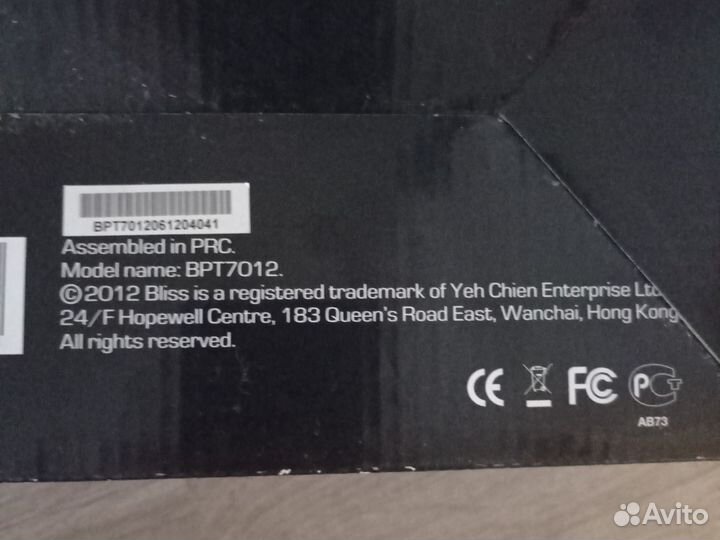 BPT7012061204041
Assembled in PRC.
Model name: BPT7012.
©2012 Bliss is a registered trademark of Yeh Chien Enterprise Ltd
24/F Hopewell Centre, 183 Queen's Road East, Wanchai, Hong Kong
All rights reserved.
CE FC PCT
AB73
Avito